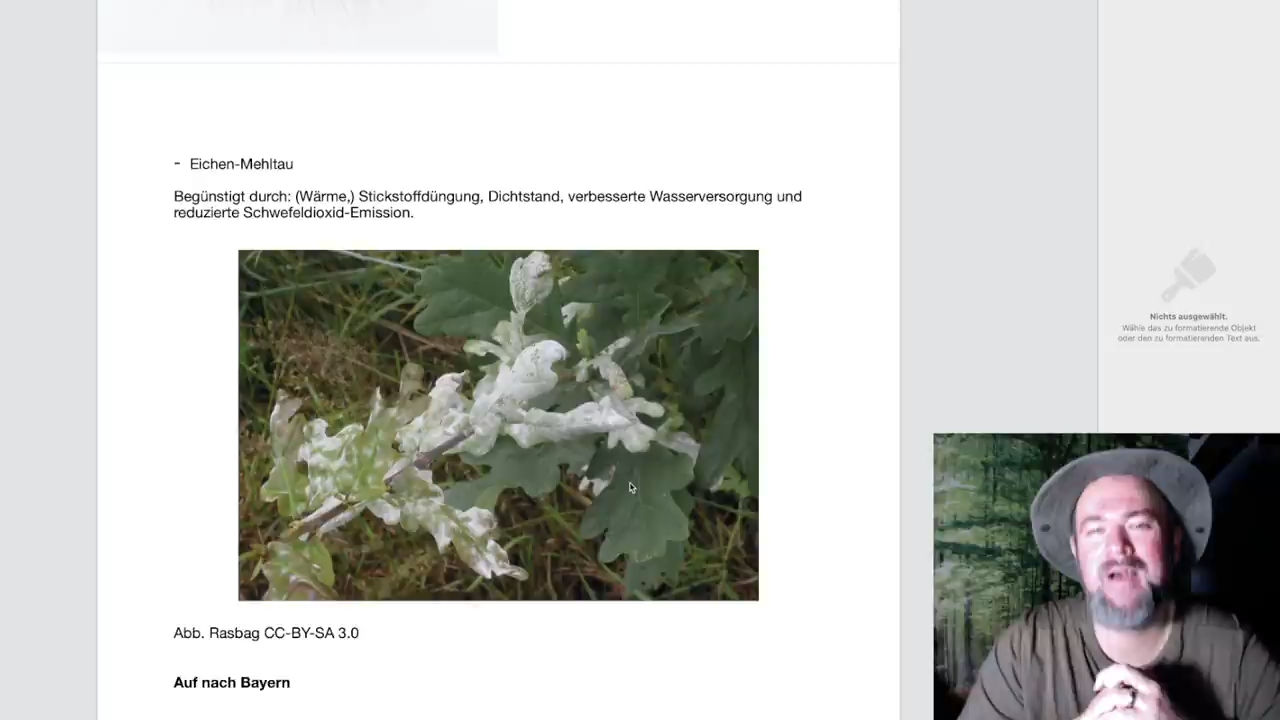 - Eichen-Mehltau
Begünstigt durch: (Wärme,) Stickstoffdüngung, Dichtstand, verbesserte Wasserversorgung und
reduzierte Schwefeldioxid-Emission.
Nichts ausgewählt.
Wähle das zu formatierende Objekt
oder den zu formatierenden Text aus.
Abb. Rasbag CC-BY-SA 3.0
Auf nach Bayern